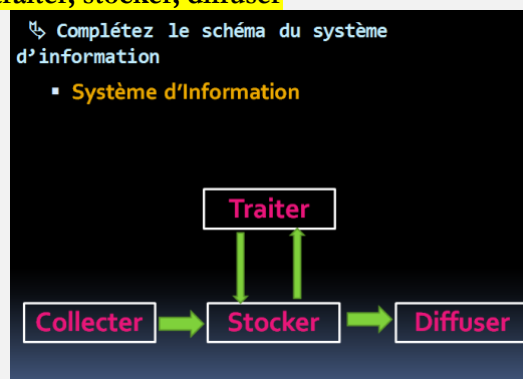 traiter, stocker, diffuser
↳ Complétez le schéma du système
d’information
▪ Système d’Information
Traiter
Collecter
Stocker
Diffuser